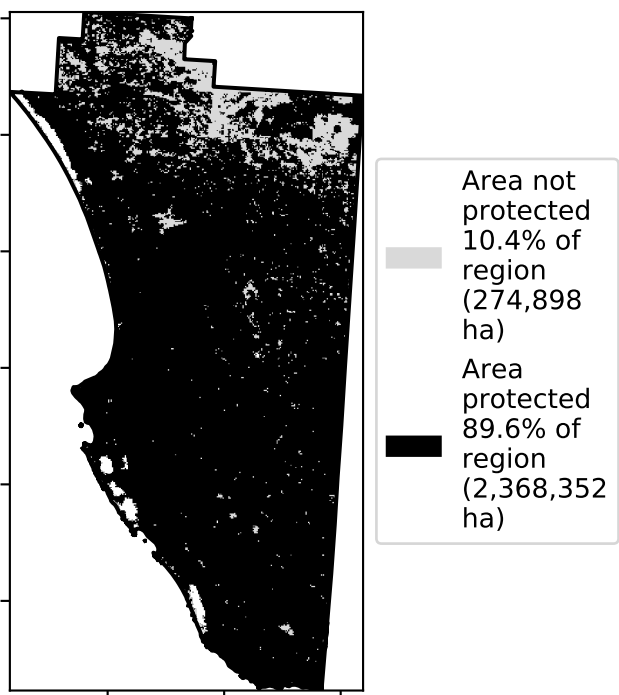 Area not
protected
10.4% of
region
(274,898
ha)
Area
protected
89.6% of
region
(2,368,352
ha)